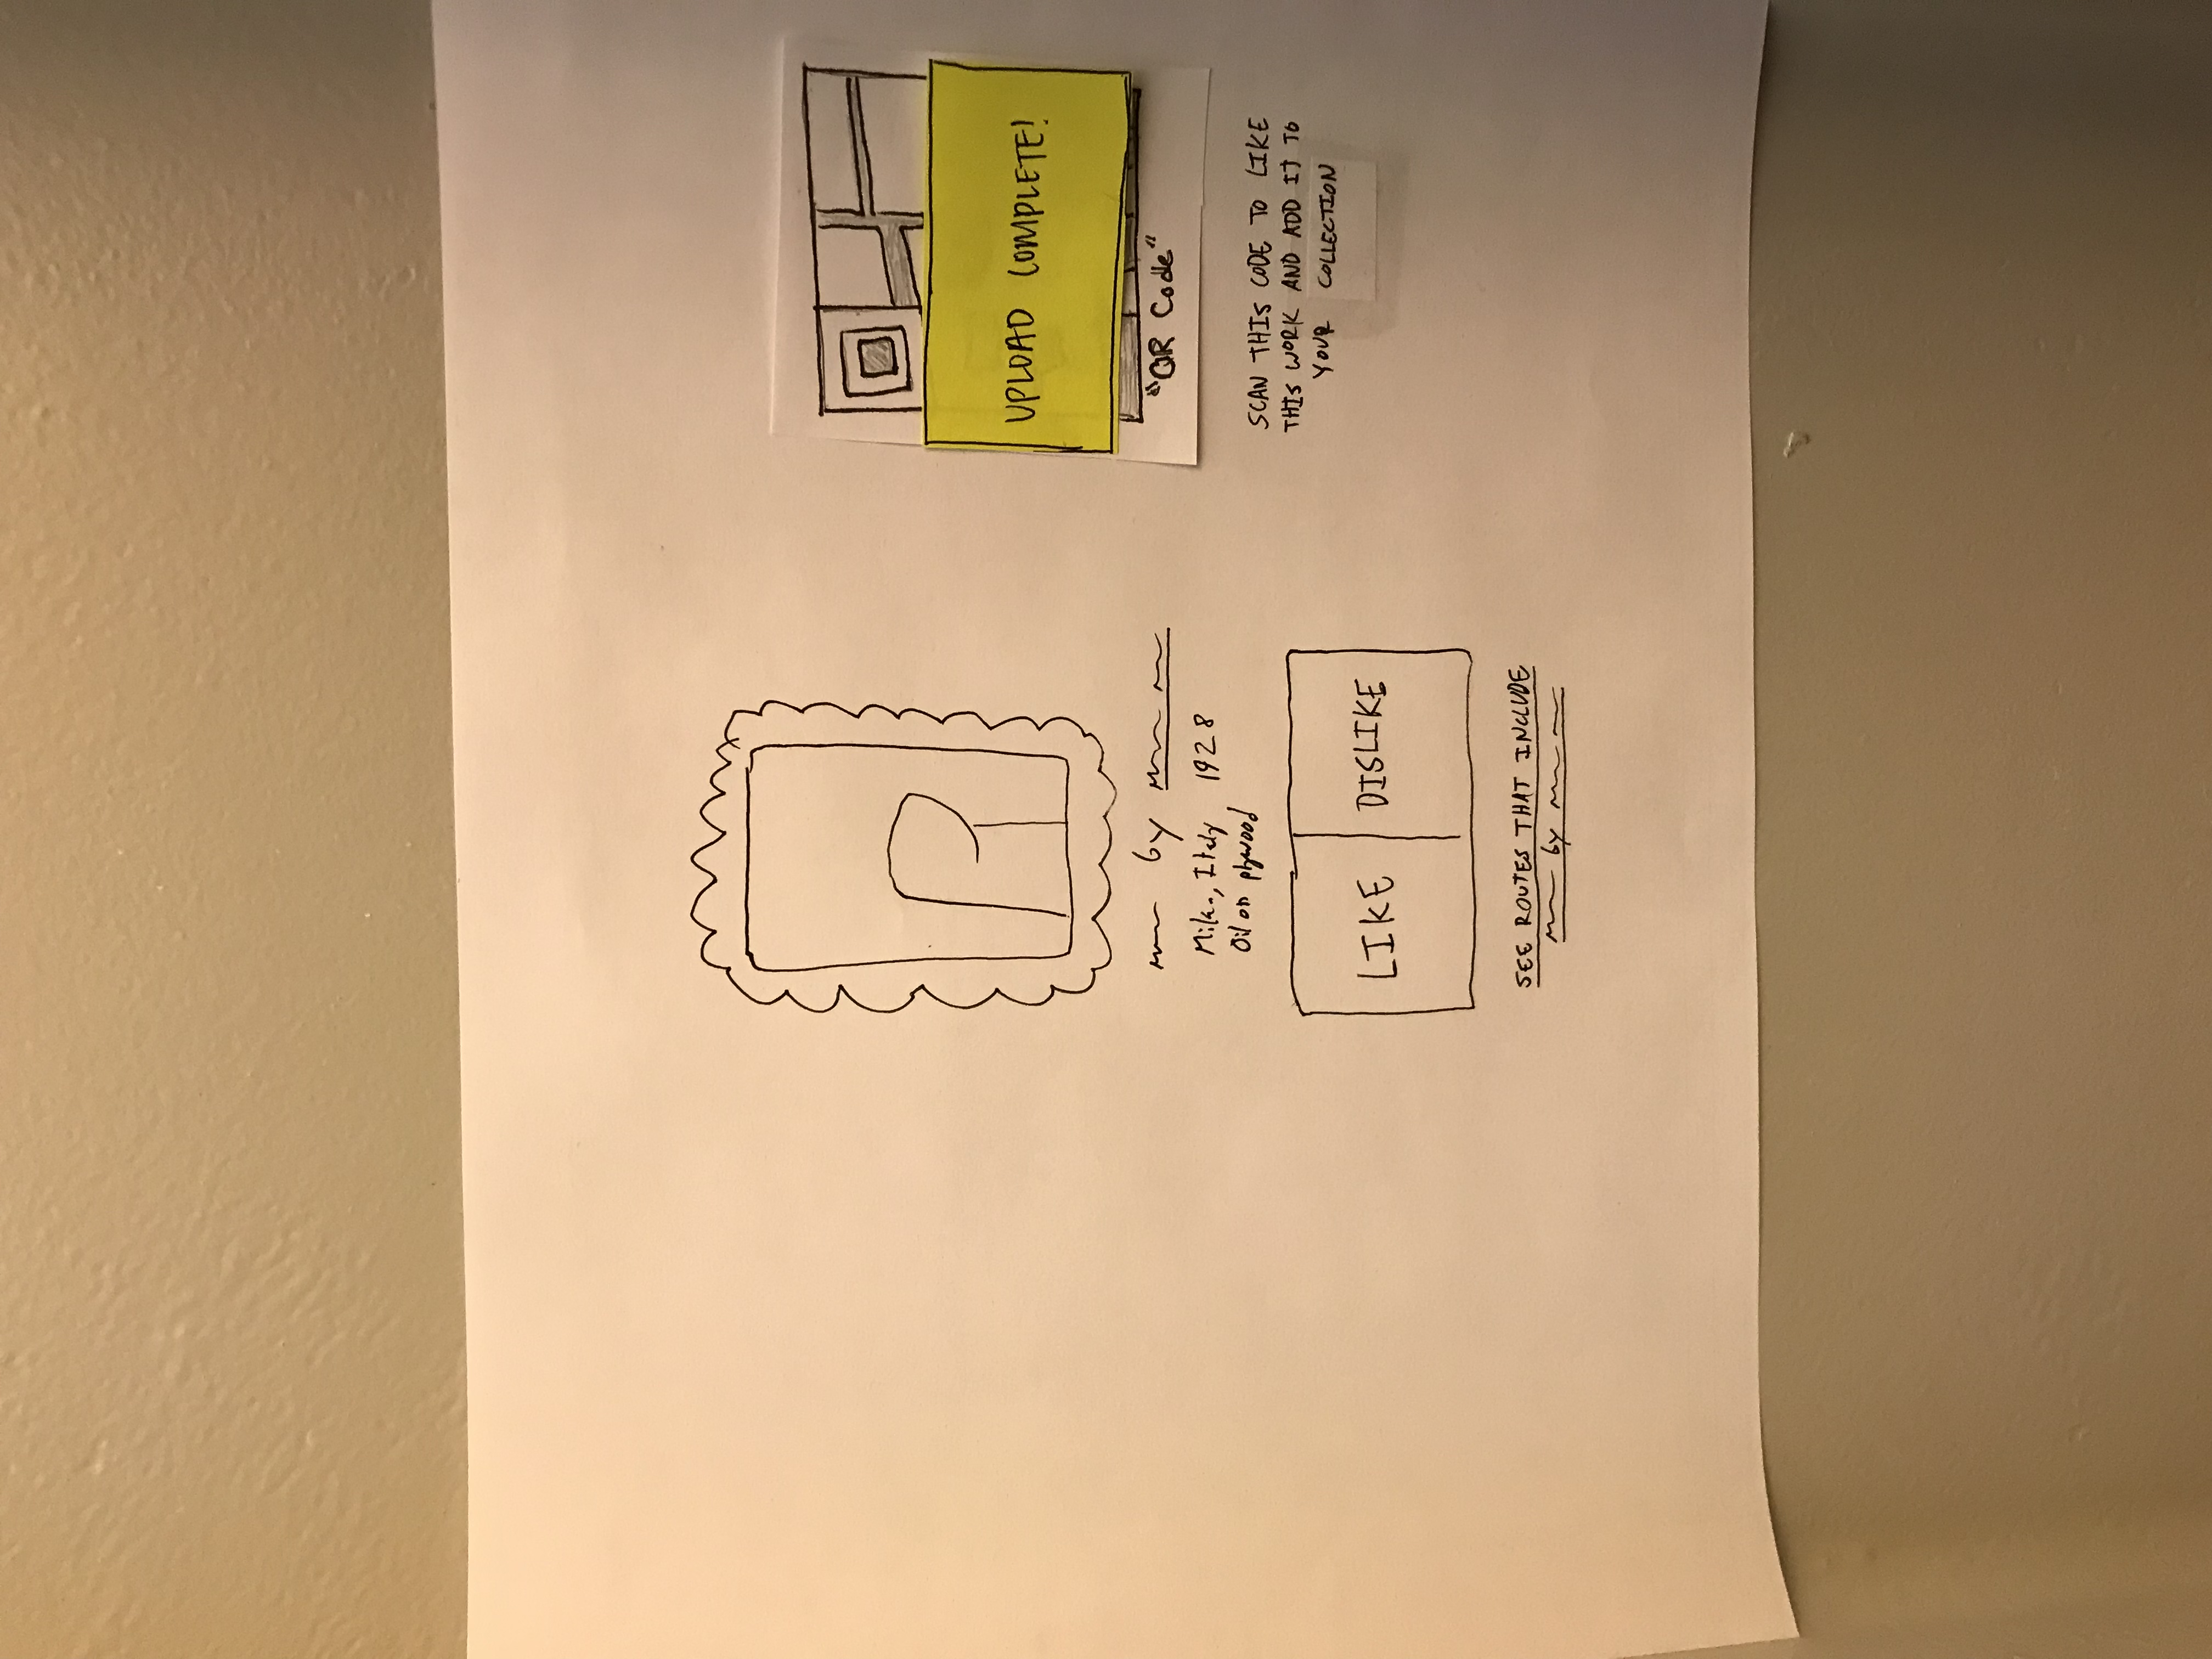 by
Milan, Italy 1928
Oil on plywood
LIKE
DISLIKE
SEE ROUTES THAT INCLUDE
by
UPLOAD COMPLETE!
"QR Code"
SCAN THIS CODE TO LIKE
THIS WORK AND ADD IT TO
YOUR COLLECTION